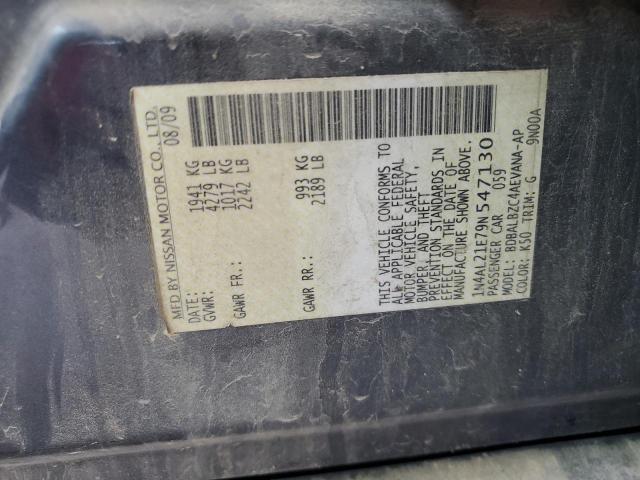 MFD BY NISSAN MOTOR CO., LTD.
DATE: 08/09
GVWR: 1941 KG
4279 LB
GAWR FR: 1017 KG
2242 LB
GAWR RR: 993 KG
2189 LB
THIS VEHICLE CONFORMS TO
ALL APPLICABLE FEDERAL
MOTOR VEHICLE SAFETY,
BUMPER, AND THEFT
PREVENTION STANDARDS IN
EFFECT ON THE DATE OF
MANUFACTURE SHOWN ABOVE.
1N4AL21E79N547130
PASSENGER CAR 059
MODEL: BDBALBZC4AEVANA-AP
COLOR: K50 TRIM: G 9N00A